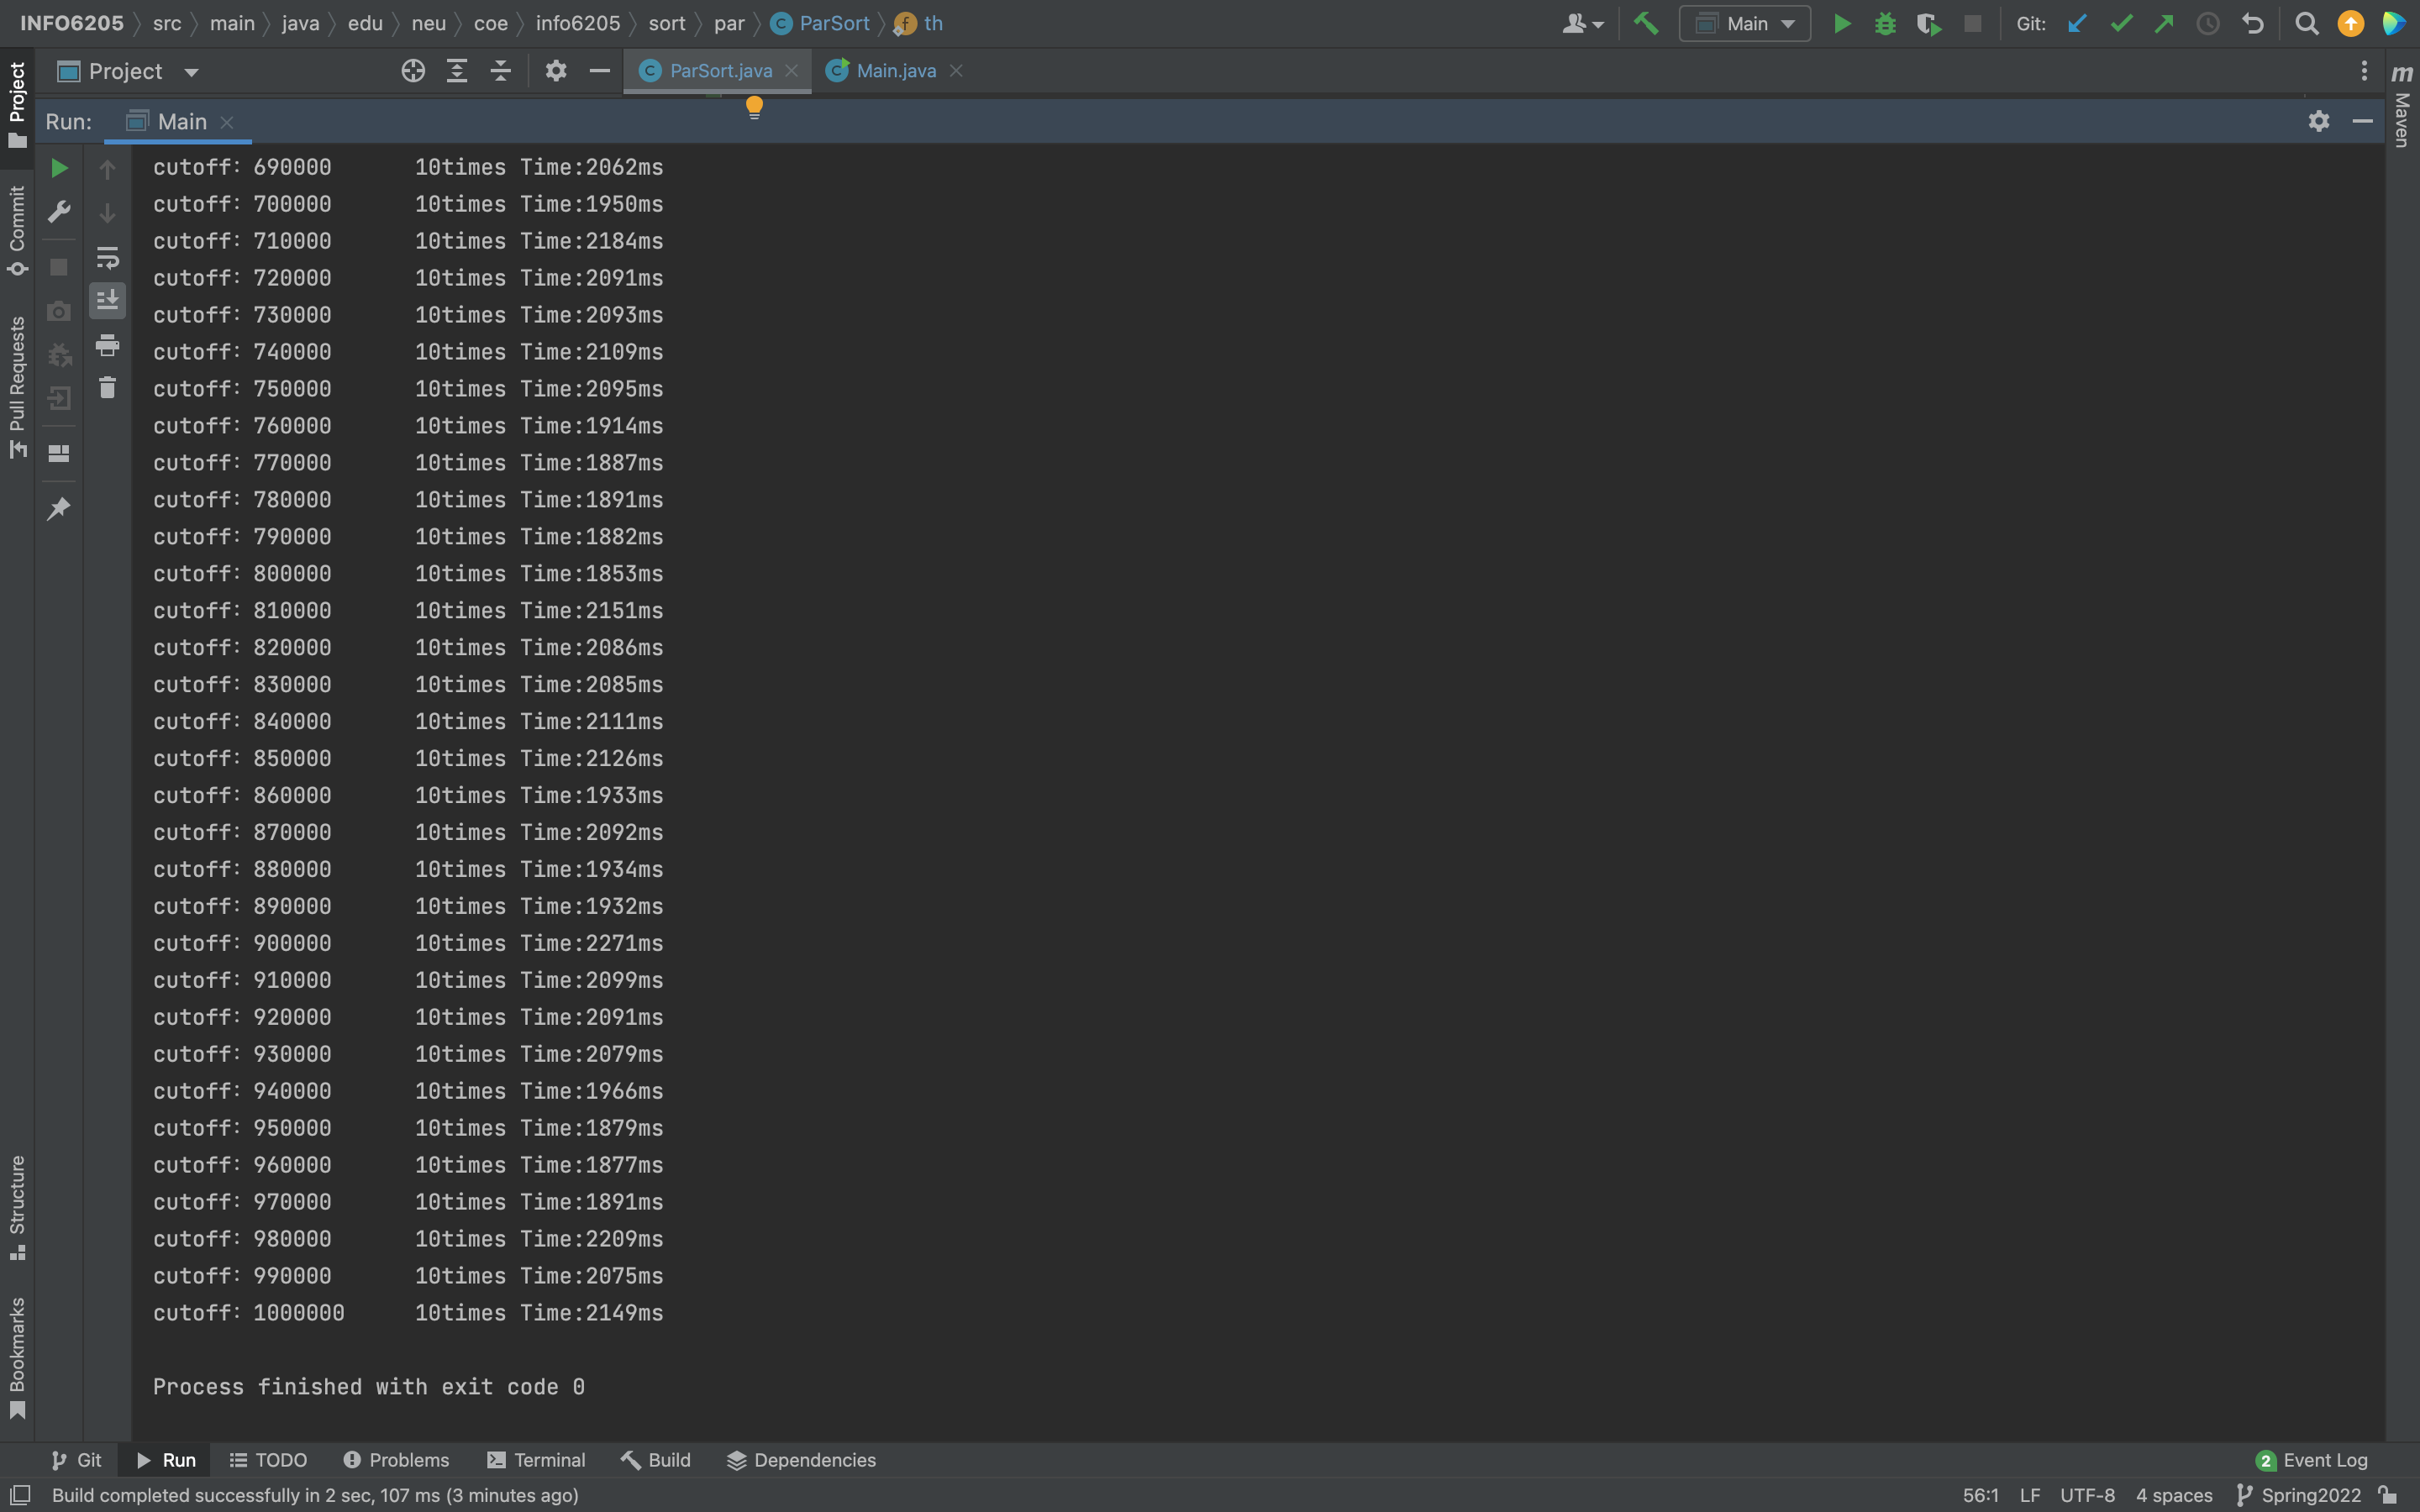 INFO6205 src main java edu neu coe info6205 sort par ParSort th Main Git:
Project ParSort.java Main.java
Run: Main
cutoff: 690000 10times Time:2062ms
cutoff: 700000 10times Time:1950ms
cutoff: 710000 10times Time:2184ms
cutoff: 720000 10times Time:2091ms
cutoff: 730000 10times Time:2093ms
cutoff: 740000 10times Time:2109ms
cutoff: 750000 10times Time:2095ms
cutoff: 760000 10times Time:1914ms
cutoff: 770000 10times Time:1887ms
cutoff: 780000 10times Time:1891ms
cutoff: 790000 10times Time:1882ms
cutoff: 800000 10times Time:1853ms
cutoff: 810000 10times Time:2151ms
cutoff: 820000 10times Time:2086ms
cutoff: 830000 10times Time:2085ms
cutoff: 840000 10times Time:2111ms
cutoff: 850000 10times Time:2126ms
cutoff: 860000 10times Time:1933ms
cutoff: 870000 10times Time:2092ms
cutoff: 880000 10times Time:1934ms
cutoff: 890000 10times Time:1932ms
cutoff: 900000 10times Time:2271ms
cutoff: 910000 10times Time:2099ms
cutoff: 920000 10times Time:2091ms
cutoff: 930000 10times Time:2079ms
cutoff: 940000 10times Time:1966ms
cutoff: 950000 10times Time:1879ms
cutoff: 960000 10times Time:1877ms
cutoff: 970000 10times Time:1891ms
cutoff: 980000 10times Time:2209ms
cutoff: 990000 10times Time:2075ms
cutoff: 1000000 10times Time:2149ms
Process finished with exit code 0
Project
Commit
Pull Requests
Structure
Bookmarks
m Maven
Git Run TODO Problems Terminal Build Dependencies 2 Event Log
Build completed successfully in 2 sec, 107 ms (3 minutes ago) 56:1 LF UTF-8 4 spaces Spring2022